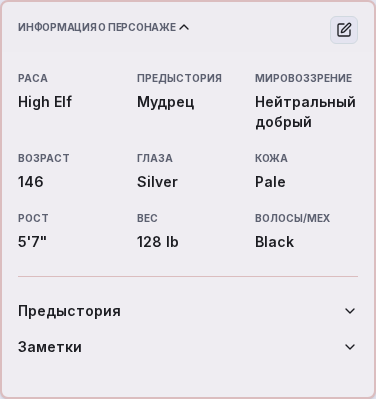 ИНФОРМАЦИЯ О ПЕРСОНАЖЕ
РАСА ПРЕДЫСТОРИЯ МИРОВОЗЗРЕНИЕ
High Elf Мудрец Нейтральный
добрый
ВОЗРАСТ ГЛАЗА КОЖА
146 Silver Pale
РОСТ ВЕС ВОЛОСЫ/МЕХ
5'7" 128 lb Black
Предыстория
Заметки